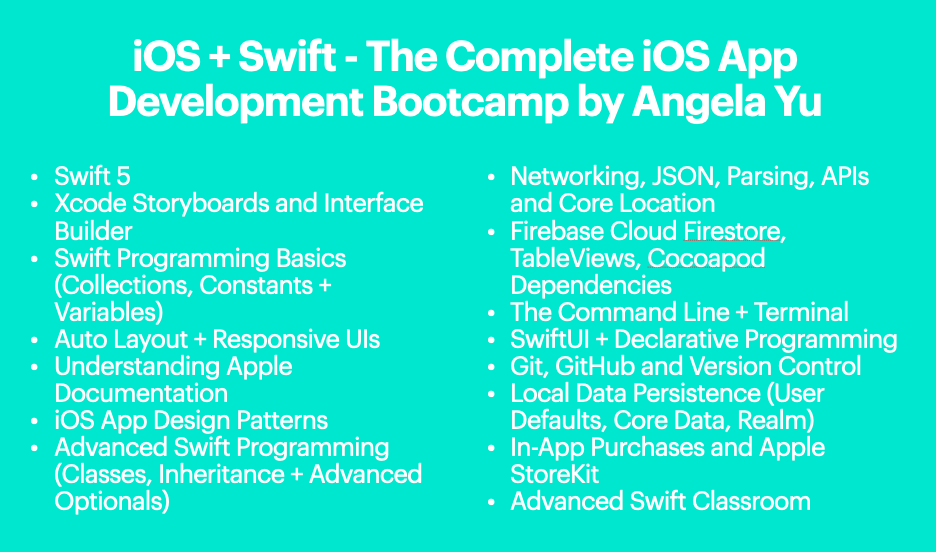 iOS + Swift - The Complete iOS App
Development Bootcamp by Angela Yu
• Swift 5
• Xcode Storyboards and Interface
Builder
• Swift Programming Basics
(Collections, Constants +
Variables)
• Auto Layout + Responsive UIs
• Understanding Apple
Documentation
• iOS App Design Patterns
• Advanced Swift Programming
(Classes, Inheritance + Advanced
Optionals)
• Networking, JSON, Parsing, APIs
and Core Location
• Firebase Cloud Firestore,
TableViews, Cocoapod
Dependencies
• The Command Line + Terminal
• SwiftUI + Declarative Programming
• Git, GitHub and Version Control
• Local Data Persistence (User
Defaults, Core Data, Realm)
• In-App Purchases and Apple
StoreKit
• Advanced Swift Classroom